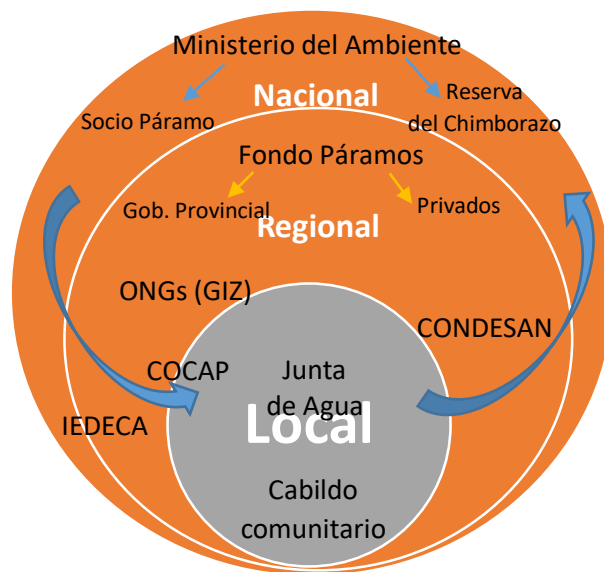 Ministerio del Ambiente
Nacional
Reserva
del Chimborazo
Socio Páramo
Fondo Páramos
Gob. Provincial
Privados
Regional
ONGs (GIZ)
CONDESAN
COCAP
IEDECA
Junta
de Agua
Local
Cabildo
comunitario